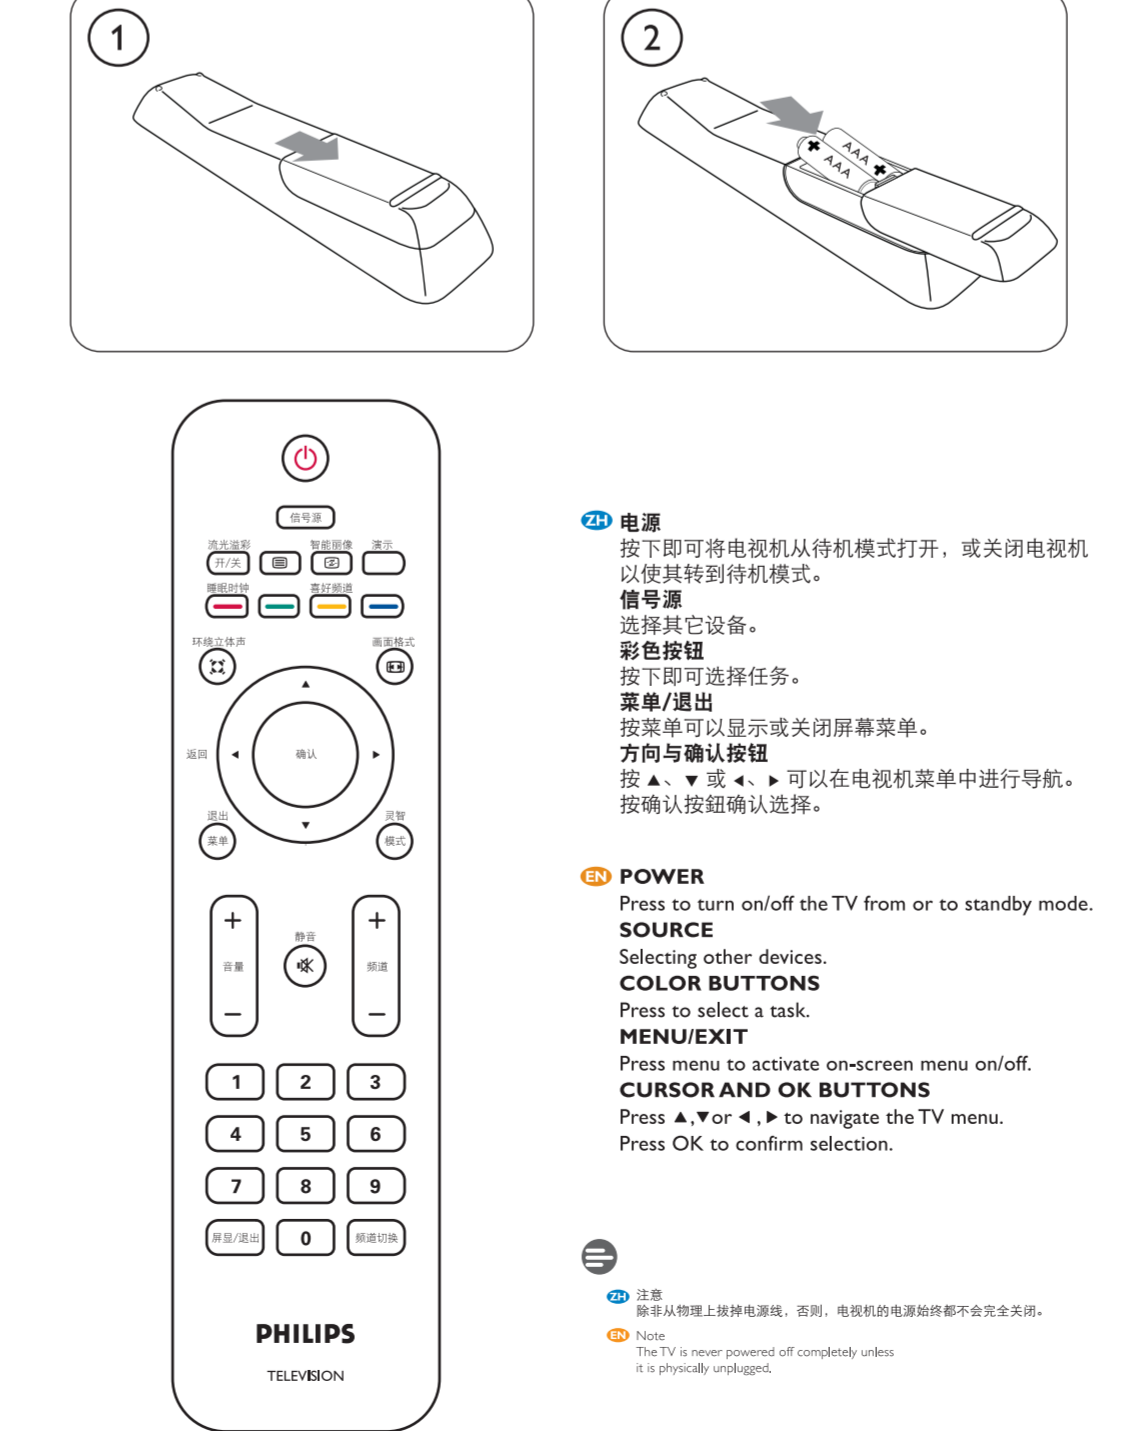 1
2
AAA
AAA
信号源
流光溢彩
智能丽像
演示
开/关
睡眠时钟
喜好频道
环绕立体声
画面格式
返回
确认
退出
灵智
菜单
模式
+
+
静音
音量
频道
−
−
1 2 3
4 5 6
7 8 9
屏显/退出 0 频道切换
PHILIPS
TELEVISION
ZH 电源
按下即可将电视机从待机模式打开，或关闭电视机
以使其转到待机模式。
信号源
选择其它设备。
彩色按钮
按下即可选择任务。
菜单/退出
按菜单可以显示或关闭屏幕菜单。
方向与确认按钮
按 ▲、▼ 或 ◀、▶ 可以在电视机菜单中进行导航。
按确认按鈕确认选择。
EN POWER
Press to turn on/off the TV from or to standby mode.
SOURCE
Selecting other devices.
COLOR BUTTONS
Press to select a task.
MENU/EXIT
Press menu to activate on-screen menu on/off.
CURSOR AND OK BUTTONS
Press ▲,▼or ◀ , ▶ to navigate the TV menu.
Press OK to confirm selection.
ZH 注意
除非从物理上拔掉电源线，否则，电视机的电源始终都不会完全关闭。
EN Note
The TV is never powered off completely unless
it is physically unplugged.